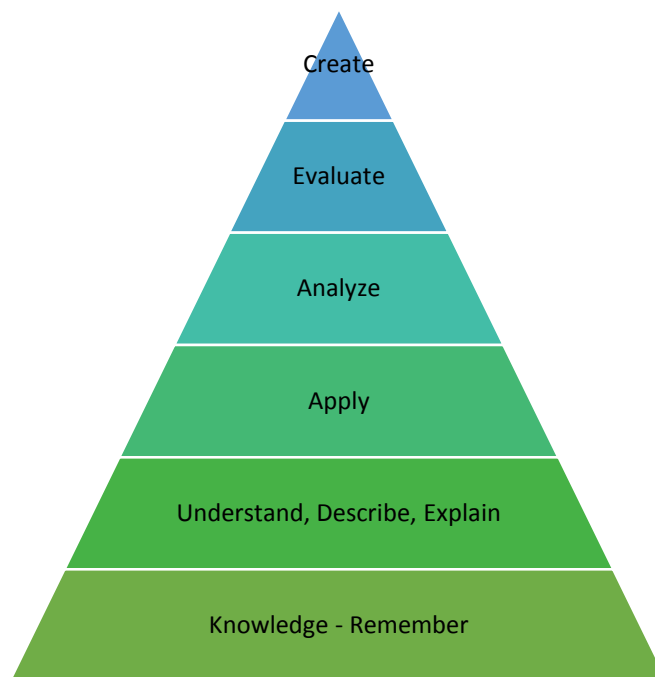 Create
Evaluate
Analyze
Apply
Understand, Describe, Explain
Knowledge - Remember